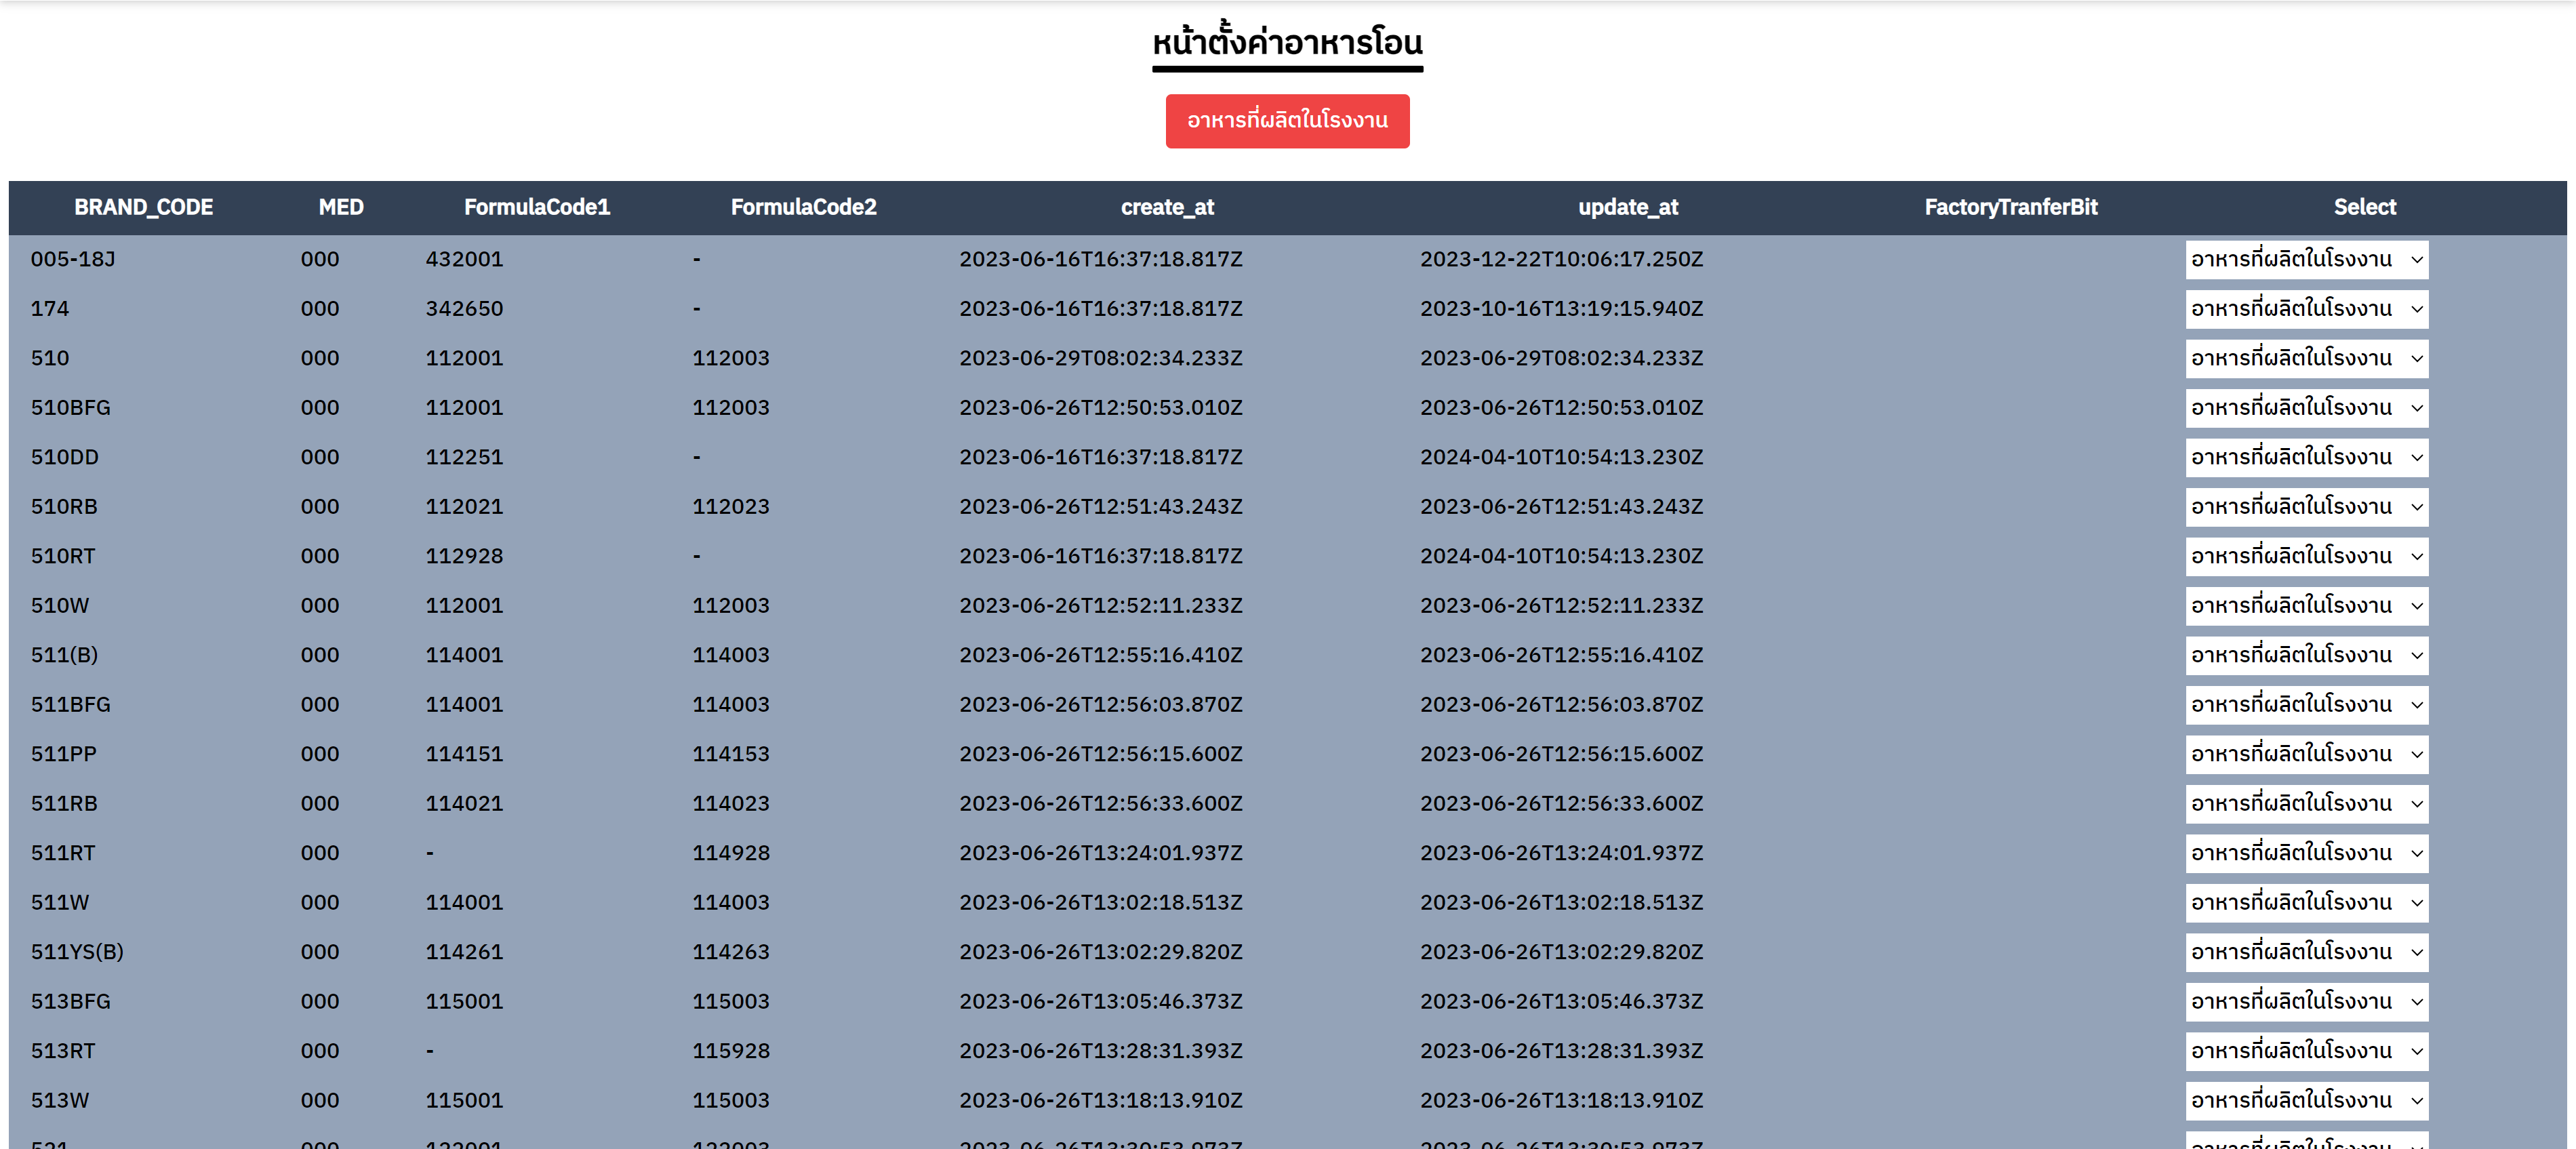 หน้าตั้งค่าอาหารโอน
อาหารที่ผลิตในโรงงาน
BRAND_CODE MED FormulaCode1 FormulaCode2 create_at update_at FactoryTranferBit Select
005-18J 000 432001 - 2023-06-16T16:37:18.817Z 2023-12-22T10:06:17.250Z อาหารที่ผลิตในโรงงาน
174 000 342650 - 2023-06-16T16:37:18.817Z 2023-10-16T13:19:15.940Z อาหารที่ผลิตในโรงงาน
510 000 112001 112003 2023-06-29T08:02:34.233Z 2023-06-29T08:02:34.233Z อาหารที่ผลิตในโรงงาน
510BFG 000 112001 112003 2023-06-26T12:50:53.010Z 2023-06-26T12:50:53.010Z อาหารที่ผลิตในโรงงาน
510DD 000 112251 - 2023-06-16T16:37:18.817Z 2024-04-10T10:54:13.230Z อาหารที่ผลิตในโรงงาน
510RB 000 112021 112023 2023-06-26T12:51:43.243Z 2023-06-26T12:51:43.243Z อาหารที่ผลิตในโรงงาน
510RT 000 112928 - 2023-06-16T16:37:18.817Z 2024-04-10T10:54:13.230Z อาหารที่ผลิตในโรงงาน
510W 000 112001 112003 2023-06-26T12:52:11.233Z 2023-06-26T12:52:11.233Z อาหารที่ผลิตในโรงงาน
511(B) 000 114001 114003 2023-06-26T12:55:16.410Z 2023-06-26T12:55:16.410Z อาหารที่ผลิตในโรงงาน
511BFG 000 114001 114003 2023-06-26T12:56:03.870Z 2023-06-26T12:56:03.870Z อาหารที่ผลิตในโรงงาน
511PP 000 114151 114153 2023-06-26T12:56:15.600Z 2023-06-26T12:56:15.600Z อาหารที่ผลิตในโรงงาน
511RB 000 114021 114023 2023-06-26T12:56:33.600Z 2023-06-26T12:56:33.600Z อาหารที่ผลิตในโรงงาน
511RT 000 - 114928 2023-06-26T13:24:01.937Z 2023-06-26T13:24:01.937Z อาหารที่ผลิตในโรงงาน
511W 000 114001 114003 2023-06-26T13:02:18.513Z 2023-06-26T13:02:18.513Z อาหารที่ผลิตในโรงงาน
511YS(B) 000 114261 114263 2023-06-26T13:02:29.820Z 2023-06-26T13:02:29.820Z อาหารที่ผลิตในโรงงาน
513BFG 000 115001 115003 2023-06-26T13:05:46.373Z 2023-06-26T13:05:46.373Z อาหารที่ผลิตในโรงงาน
513RT 000 - 115928 2023-06-26T13:28:31.393Z 2023-06-26T13:28:31.393Z อาหารที่ผลิตในโรงงาน
513W 000 115001 115003 2023-06-26T13:18:13.910Z 2023-06-26T13:18:13.910Z อาหารที่ผลิตในโรงงาน